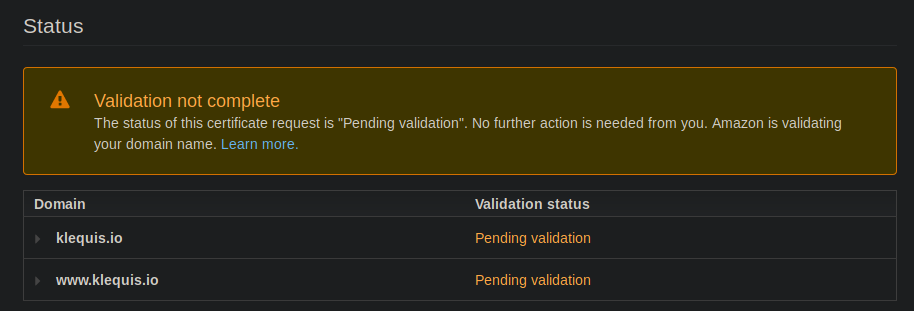 Status
Validation not complete
The status of this certificate request is "Pending validation". No further action is needed from you. Amazon is validating
your domain name. Learn more.
Domain Validation status
klequis.io Pending validation
www.klequis.io Pending validation